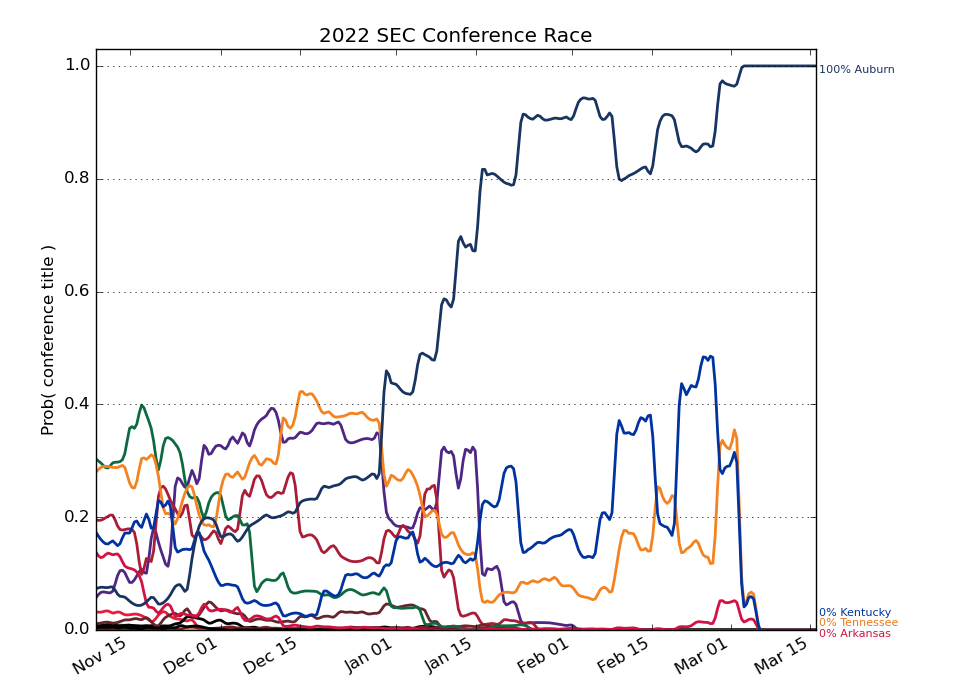 2022 SEC Conference Race
Prob( conference title )
1.0
0.8
0.6
0.4
0.2
0.0
100% Auburn
0% Kentucky
0% Tennessee
0% Arkansas
Nov 15
Dec 01
Dec 15
Jan 01
Jan 15
Feb 01
Feb 15
Mar 01
Mar 15